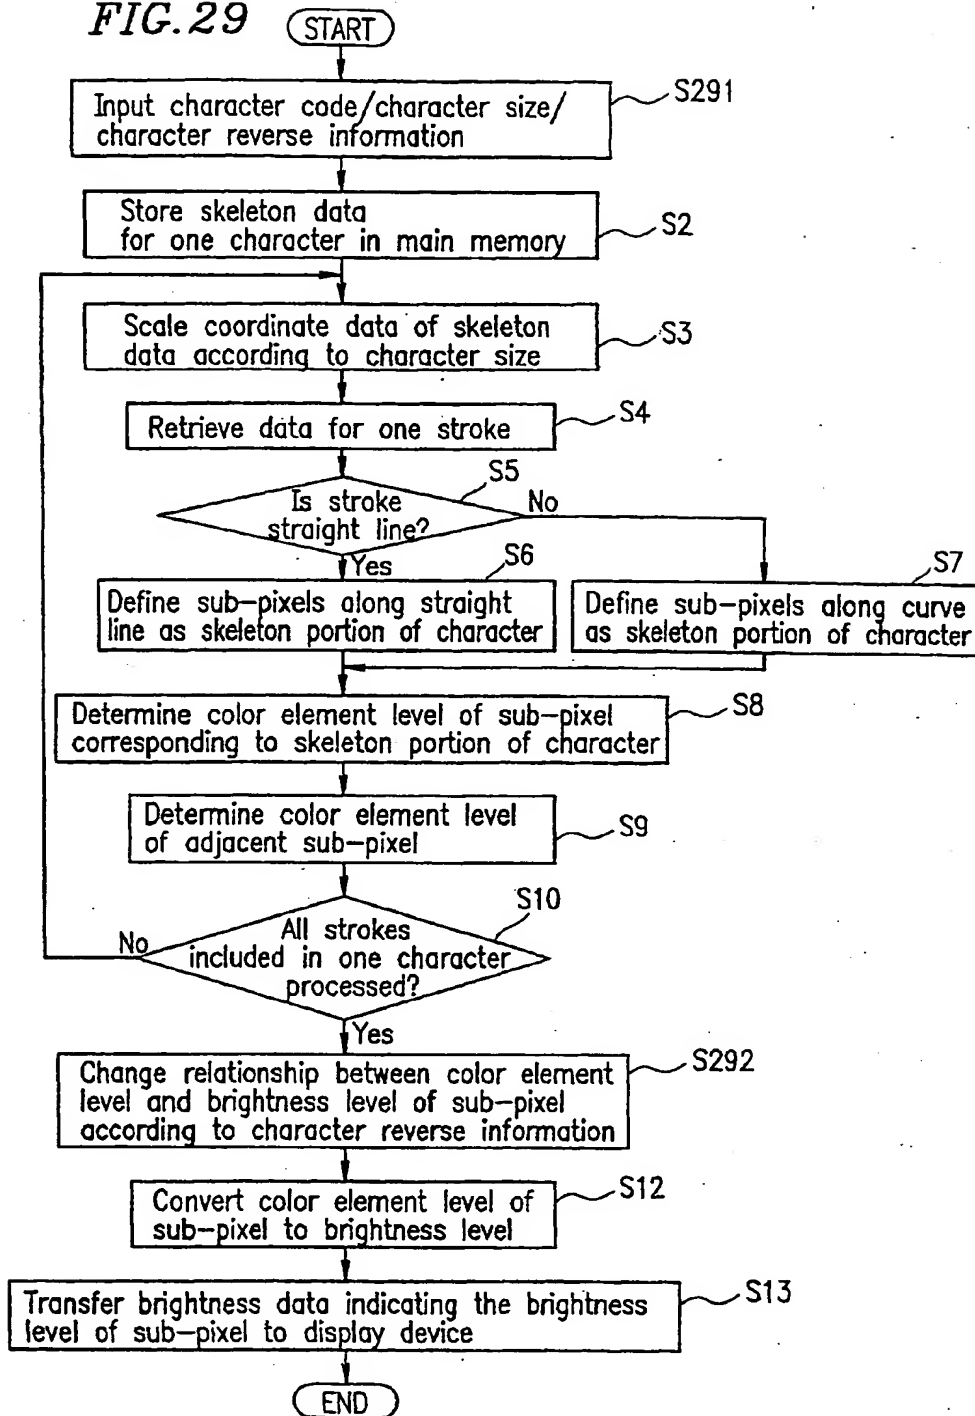 FIG.29
START
Input character code/character size/
character reverse information
S291
Store skeleton data
for one character in main memory
S2
Scale coordinate data of skeleton
data according to character size
S3
Retrieve data for one stroke
S4
S5
Is stroke
straight line?
No
Yes
S6
Define sub-pixels along straight
line as skeleton portion of character
S7
Define sub-pixels along curve
as skeleton portion of character
Determine color element level of sub-pixel
corresponding to skeleton portion of character
S8
Determine color element level
of adjacent sub-pixel
S9
S10
All strokes
included in one character
processed?
No
Yes
Change relationship between color element
level and brightness level of sub-pixel
according to character reverse information
S292
Convert color element level of
sub-pixel to brightness level
S12
Transfer brightness data indicating the brightness
level of sub-pixel to display device
S13
END